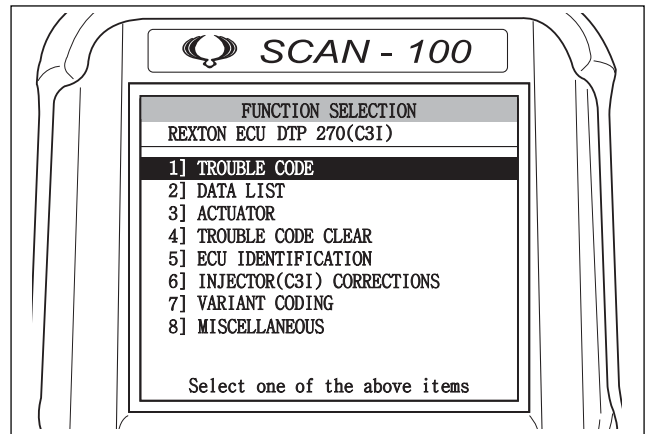 SCAN - 100
FUNCTION SELECTION
REXTON ECU DTP 270(C3I)
1] TROUBLE CODE
2] DATA LIST
3] ACTUATOR
4] TROUBLE CODE CLEAR
5] ECU IDENTIFICATION
6] INJECTOR(C3I) CORRECTIONS
7] VARIANT CODING
8] MISCELLANEOUS
Select one of the above items